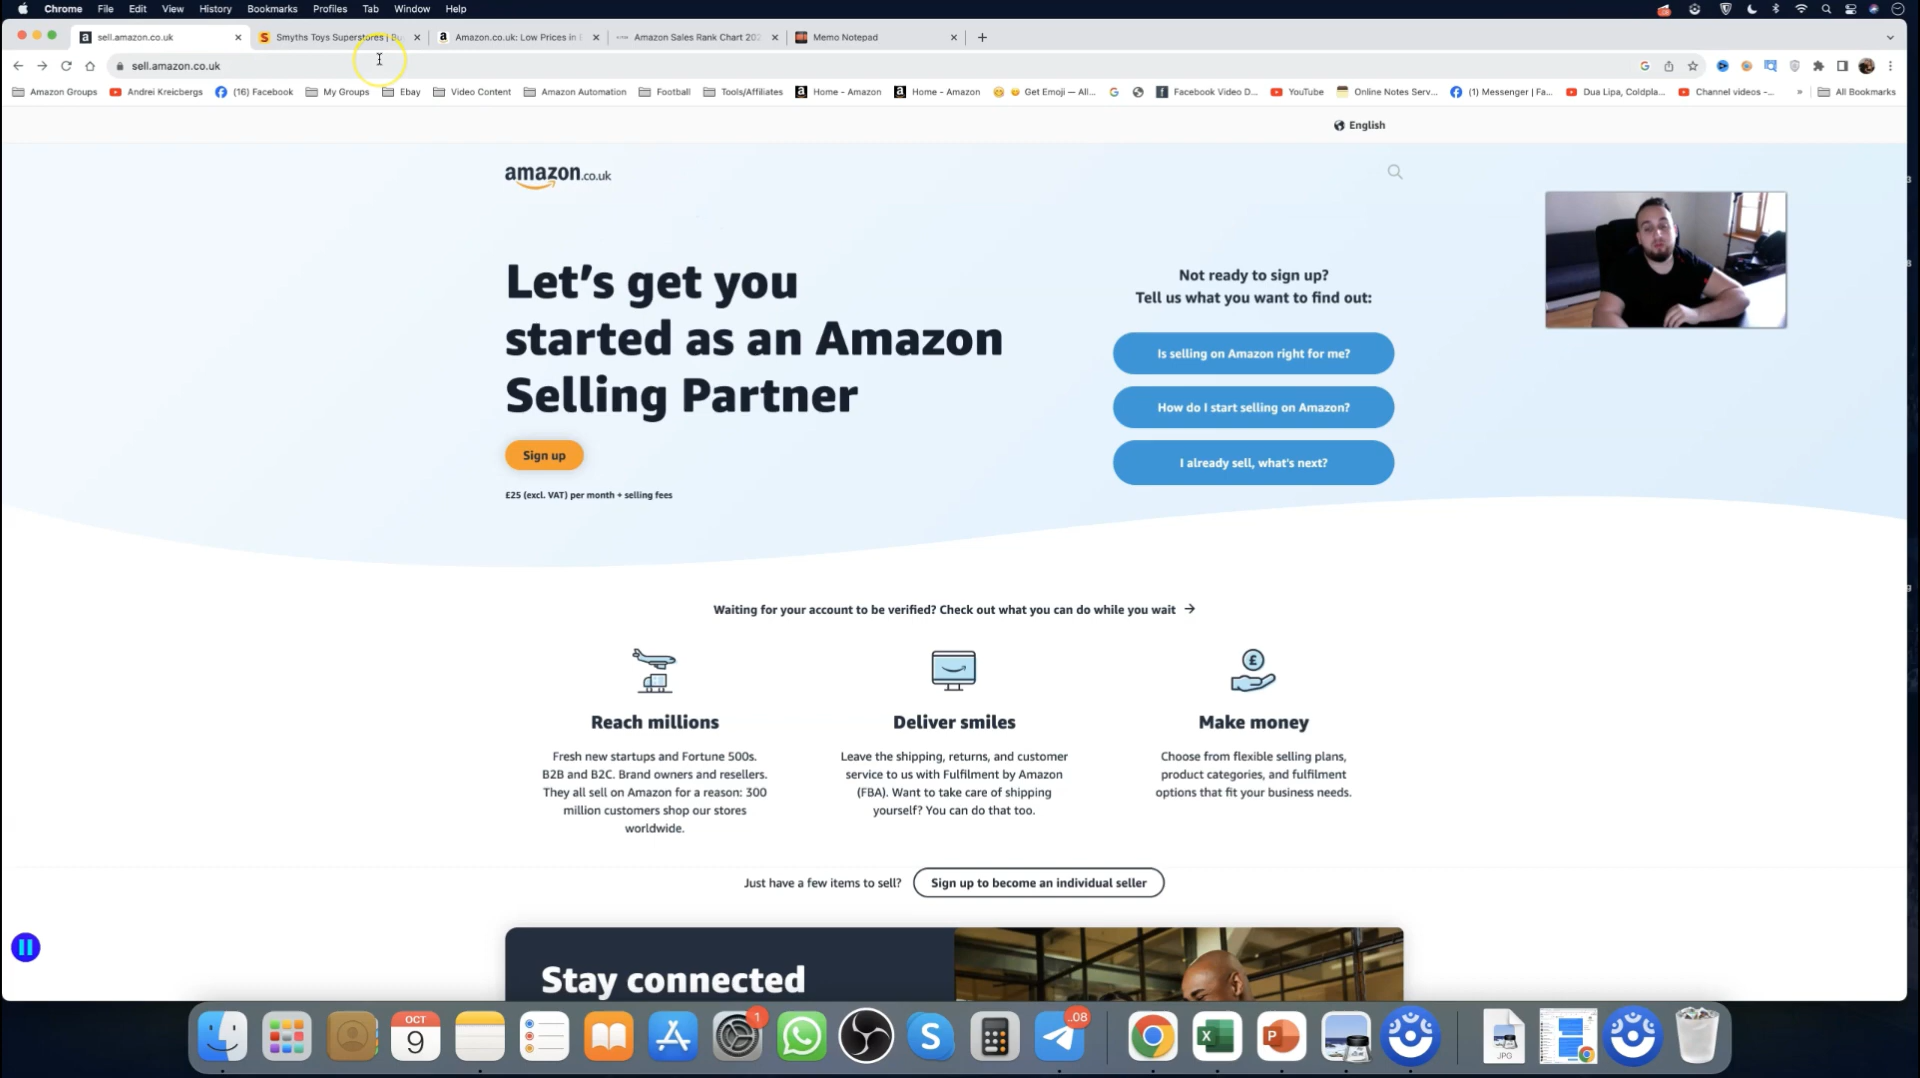 Chrome File Edit View History Bookmarks Profiles Tab Window Help
sell.amazon.co.uk
Smyths Toys Superstores | Bu
Amazon.co.uk: Low Prices in
Amazon Sales Rank Chart 202
Memo Notepad
sell.amazon.co.uk
Amazon Groups Andrei Kreicbergs (16) Facebook My Groups Ebay Video Content Amazon Automation Football Tools/Affiliates Home - Amazon Home - Amazon Get Emoji — All... Facebook Video D... YouTube Online Notes Serv... (1) Messenger | Fa... Dua Lipa, Coldpla... Channel videos -... » All Bookmarks
English
amazon.co.uk
Let's get you
started as an Amazon
Selling Partner
Sign up
£25 (excl. VAT) per month + selling fees
Not ready to sign up?
Tell us what you want to find out:
Is selling on Amazon right for me?
How do I start selling on Amazon?
I already sell, what's next?
Waiting for your account to be verified? Check out what you can do while you wait →
Reach millions
Fresh new startups and Fortune 500s.
B2B and B2C. Brand owners and resellers.
They all sell on Amazon for a reason: 300
million customers shop our stores
worldwide.
Deliver smiles
Leave the shipping, returns, and customer
service to us with Fulfilment by Amazon
(FBA). Want to take care of shipping
yourself? You can do that too.
Make money
Choose from flexible selling plans,
product categories, and fulfilment
options that fit your business needs.
Just have a few items to sell? Sign up to become an individual seller
Stay connected
OCT
9
1
..08
JPG